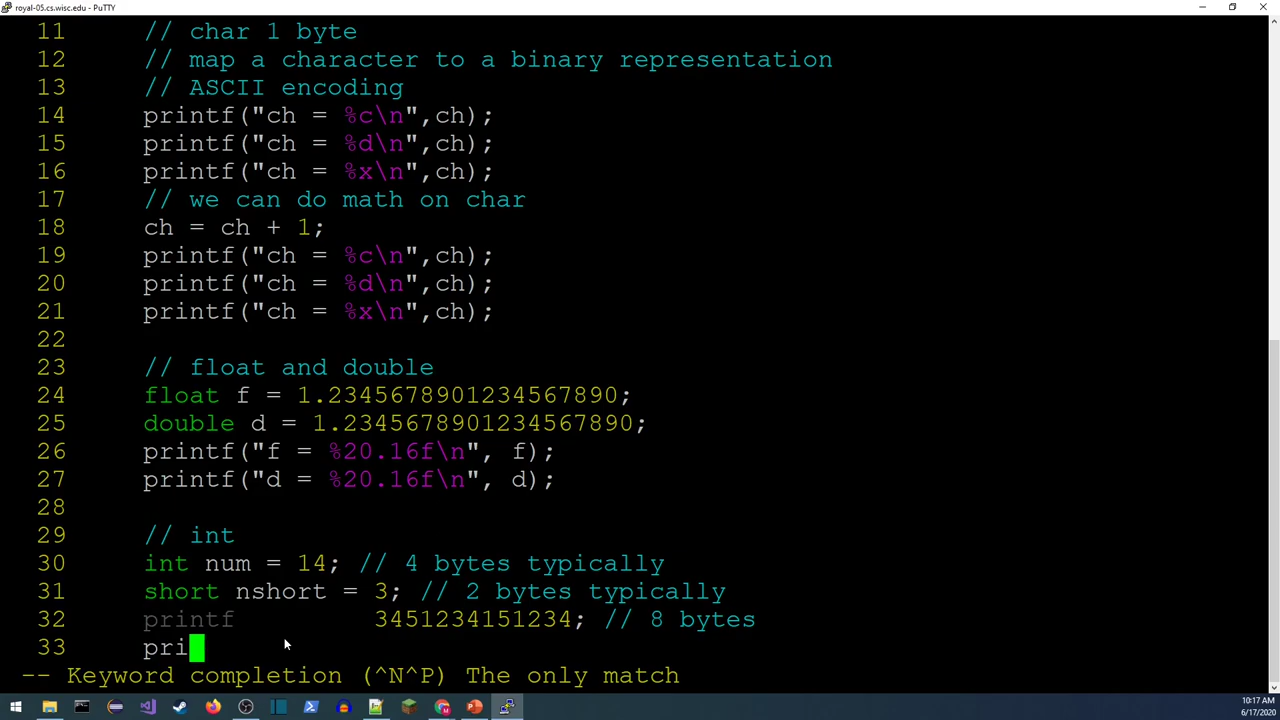 royal-05.cs.wisc.edu - PuTTY
11 // char 1 byte
12 // map a character to a binary representation
13 // ASCII encoding
14 printf("ch = %c\n",ch);
15 printf("ch = %d\n",ch);
16 printf("ch = %x\n",ch);
17 // we can do math on char
18 ch = ch + 1;
19 printf("ch = %c\n",ch);
20 printf("ch = %d\n",ch);
21 printf("ch = %x\n",ch);
22
23 // float and double
24 float f = 1.2345678901234567890;
25 double d = 1.2345678901234567890;
26 printf("f = %20.16f\n", f);
27 printf("d = %20.16f\n", d);
28
29 // int
30 int num = 14; // 4 bytes typically
31 short nshort = 3; // 2 bytes typically
32 printf 3451234151234; // 8 bytes
33 pri
-- Keyword completion (^N^P) The only match
10:17 AM
6/17/2020